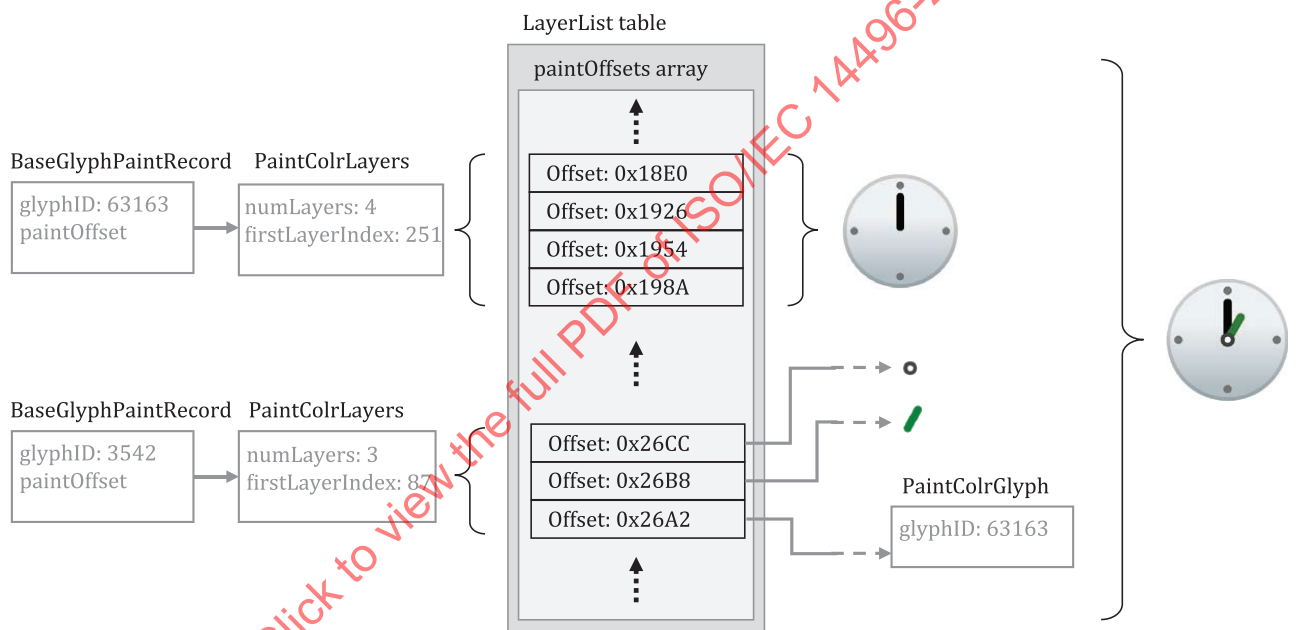 LayerList table
paintOffsets array
BaseGlyphPaintRecord
glyphID: 63163
paintOffset
PaintColrLayers
numLayers: 4
firstLayerIndex: 251
Offset: 0x18E0
Offset: 0x1926
Offset: 0x1954
Offset: 0x198A
BaseGlyphPaintRecord
glyphID: 3542
paintOffset
PaintColrLayers
numLayers: 3
firstLayerIndex: 87
Offset: 0x26CC
Offset: 0x26B8
Offset: 0x26A2
PaintColrGlyph
glyphID: 63163
Click to view the full PDF of ISO/IEC 14496-